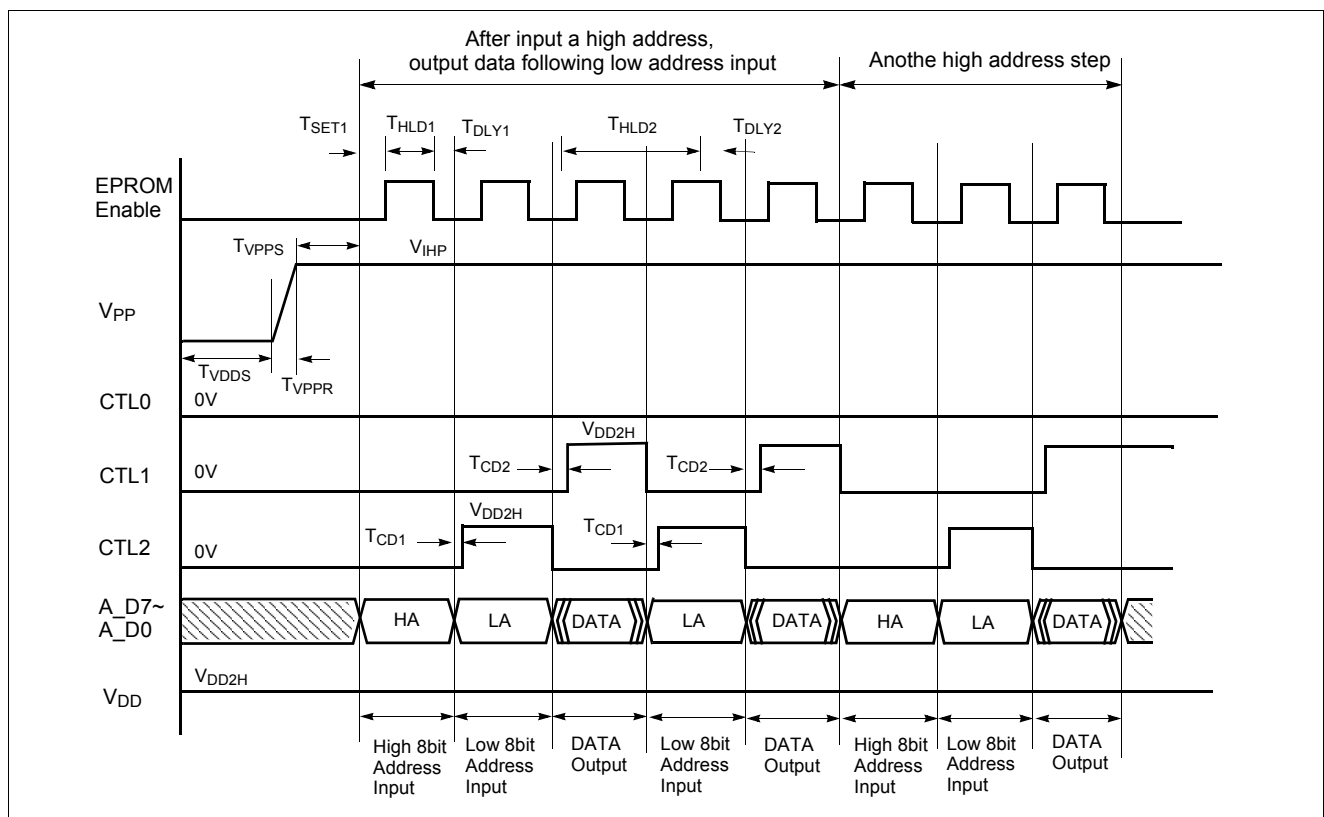 After input a high address,
output data following low address input
Anothe high address step
TSET1
THLD1
TDLY1
THLD2
TDLY2
EPROM
Enable
TVPPS
VIHP
VPP
TVDDS
TVPPR
CTL0
0V
VDD2H
CTL1
0V
TCD2
TCD2
VDD2H
CTL2
0V
TCD1
TCD1
A_D7~
A_D0
HA
LA
DATA
LA
DATA
HA
LA
DATA
VDD2H
VDD
High 8bit
Address
Input
Low 8bit
Address
Input
DATA
Output
Low 8bit
Address
Input
DATA
Output
High 8bit
Address
Input
Low 8bit
Address
Input
DATA
Output